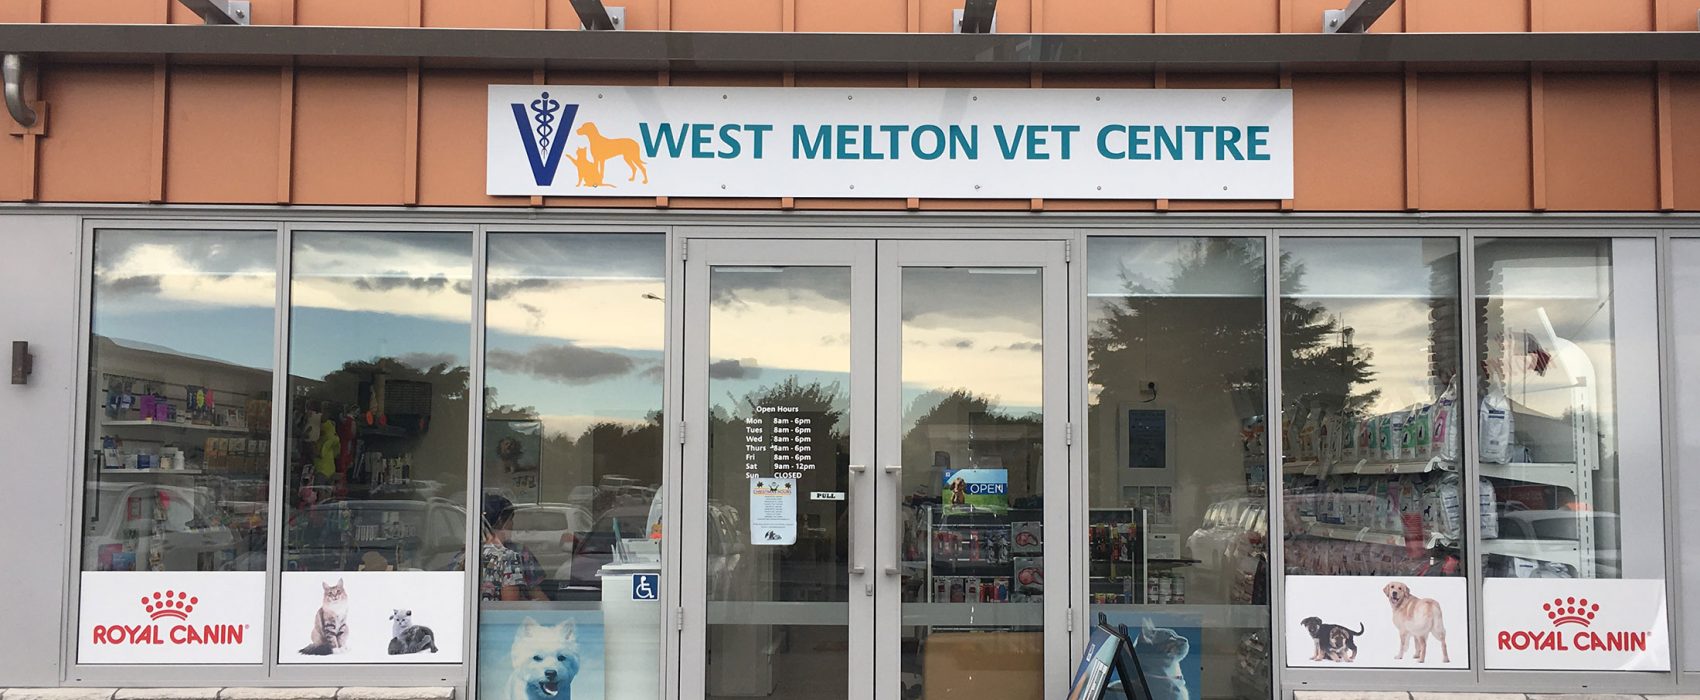 V WEST MELTON VET CENTRE
Open Hours
Mon 8am - 6pm
Tues 8am - 6pm
Wed 8am - 6pm
Thurs 8am - 6pm
Fri 8am - 6pm
Sat 9am - 12pm
Sun CLOSED
PULL
OPEN
ROYAL CANIN
ROYAL CANIN